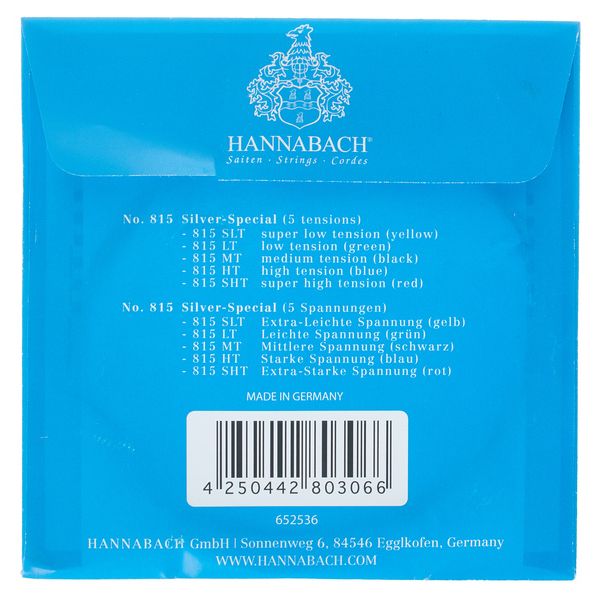 HANNABACH®
Saiten · Strings · Cordes
No. 815 Silver-Special (5 tensions)
- 815 SLT super low tension (yellow)
- 815 LT low tension (green)
- 815 MT medium tension (black)
- 815 HT high tension (blue)
- 815 SHT super high tension (red)
No. 815 Silver-Special (5 Spannungen)
- 815 SLT Extra-Leichte Spannung (gelb)
- 815 LT Leichte Spannung (grün)
- 815 MT Mittlere Spannung (schwarz)
- 815 HT Starke Spannung (blau)
- 815 SHT Extra-Starke Spannung (rot)
MADE IN GERMANY
4 250442 803066
652536
HANNABACH GmbH | Sonnenweg 6, 84546 Egglkofen, Germany
WWW.HANNABACH.COM